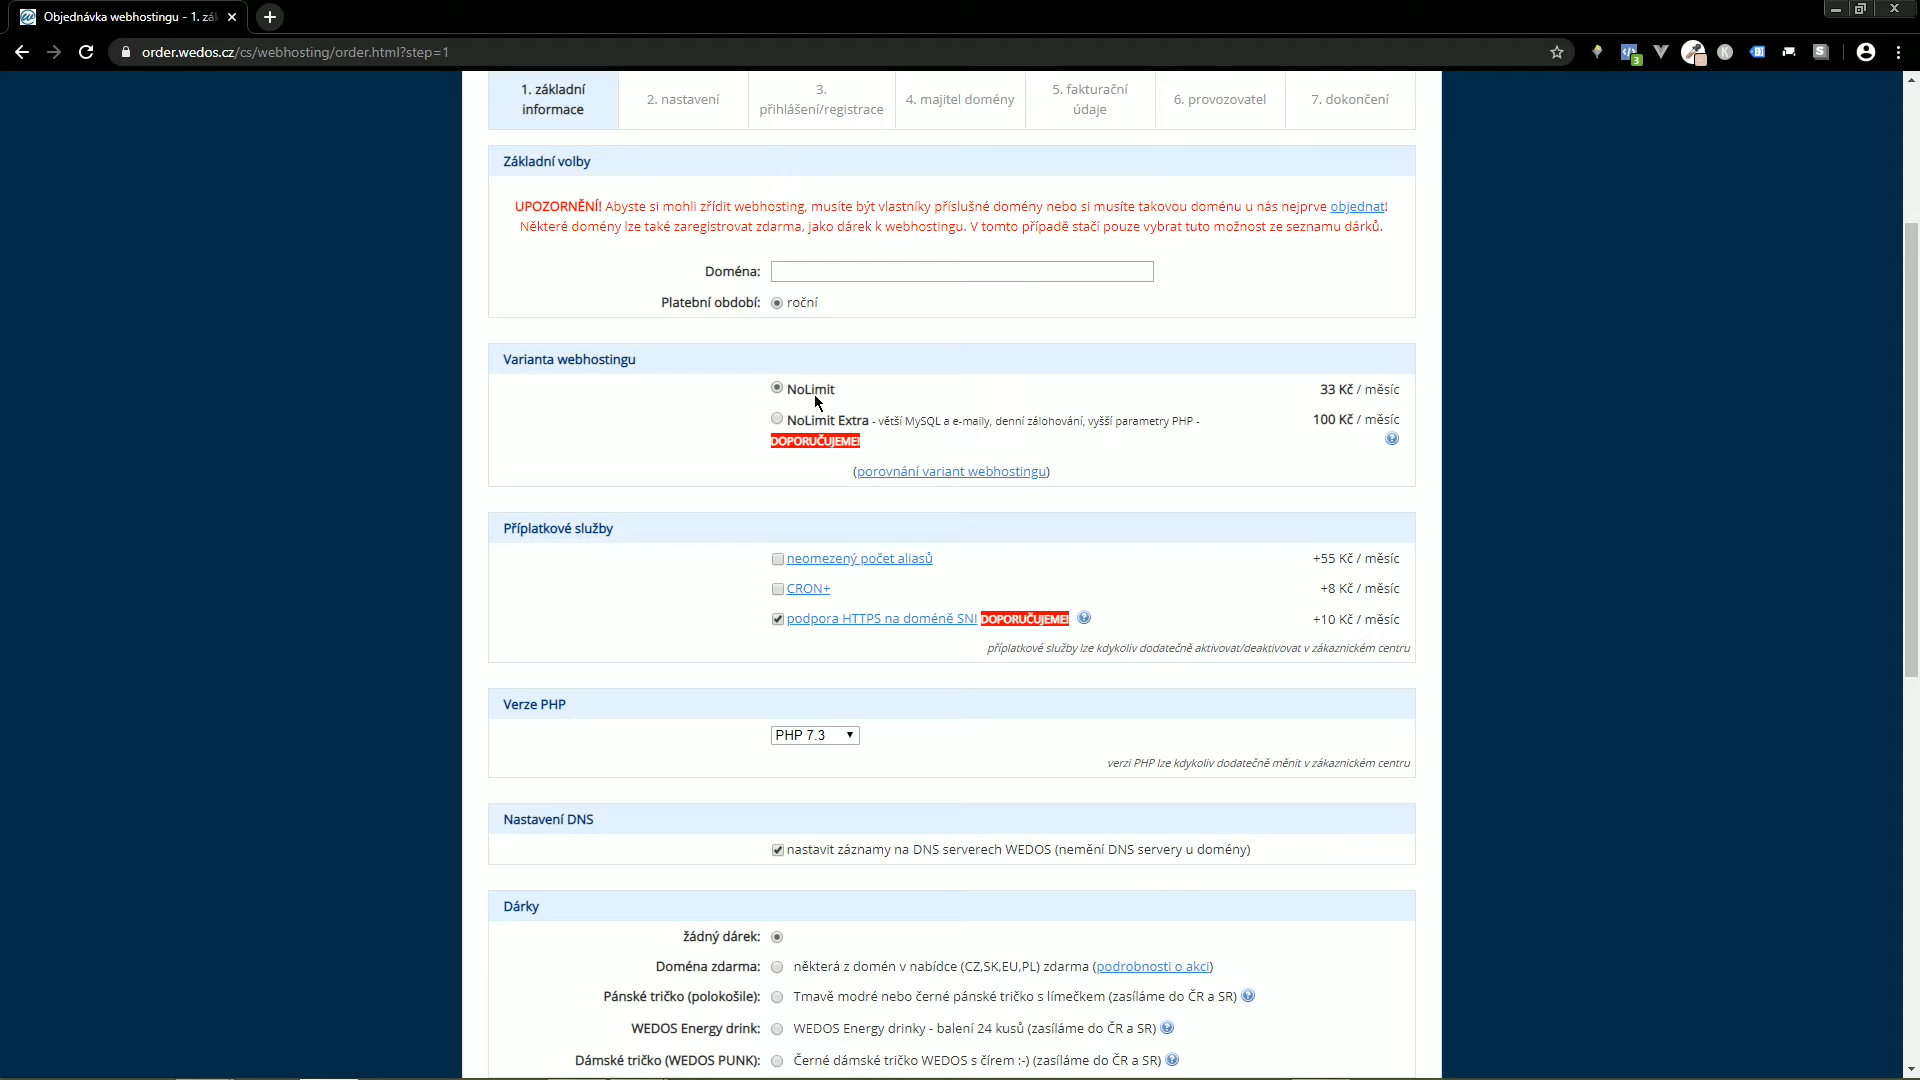 Objednávka webhostingu - 1. zák
order.wedos.cz/cs/webhosting/order.html?step=1
3
1. základní
informace
2. nastavení
3.
přihlášení/registrace
4. majitel domény
5. fakturační
údaje
6. provozovatel
7. dokončení
Základní volby
UPOZORNĚNÍ! Abyste si mohli zřídit webhosting, musíte být vlastníky příslušné domény nebo si musíte takovou doménu u nás nejprve objednat!
Některé domény lze také zaregistrovat zdarma, jako dárek k webhostingu. V tomto případě stačí pouze vybrat tuto možnost ze seznamu dárků.
Doména:
Platební období: roční
Varianta webhostingu
NoLimit 33 Kč / měsíc
NoLimit Extra - větší MySQL a e-maily, denní zálohování, vyšší parametry PHP - 100 Kč / měsíc
DOPORUČUJEME!
(porovnání variant webhostingu)
Příplatkové služby
neomezený počet aliasů +55 Kč / měsíc
CRON+ +8 Kč / měsíc
podpora HTTPS na doméně SNI DOPORUČUJEME! +10 Kč / měsíc
příplatkové služby lze kdykoliv dodatečně aktivovat/deaktivovat v zákaznickém centru
Verze PHP
PHP 7.3
verzi PHP lze kdykoliv dodatečně měnit v zákaznickém centru
Nastavení DNS
nastavit záznamy na DNS serverech WEDOS (nemění DNS servery u domény)
Dárky
žádný dárek:
Doména zdarma: některá z domén v nabídce (CZ,SK,EU,PL) zdarma (podrobnosti o akci)
Pánské tričko (polokošile): Tmavě modré nebo černé pánské tričko s límečkem (zasíláme do ČR a SR)
WEDOS Energy drink: WEDOS Energy drinky - balení 24 kusů (zasíláme do ČR a SR)
Dámské tričko (WEDOS PUNK): Černé dámské tričko WEDOS s čírem :-) (zasíláme do ČR a SR)